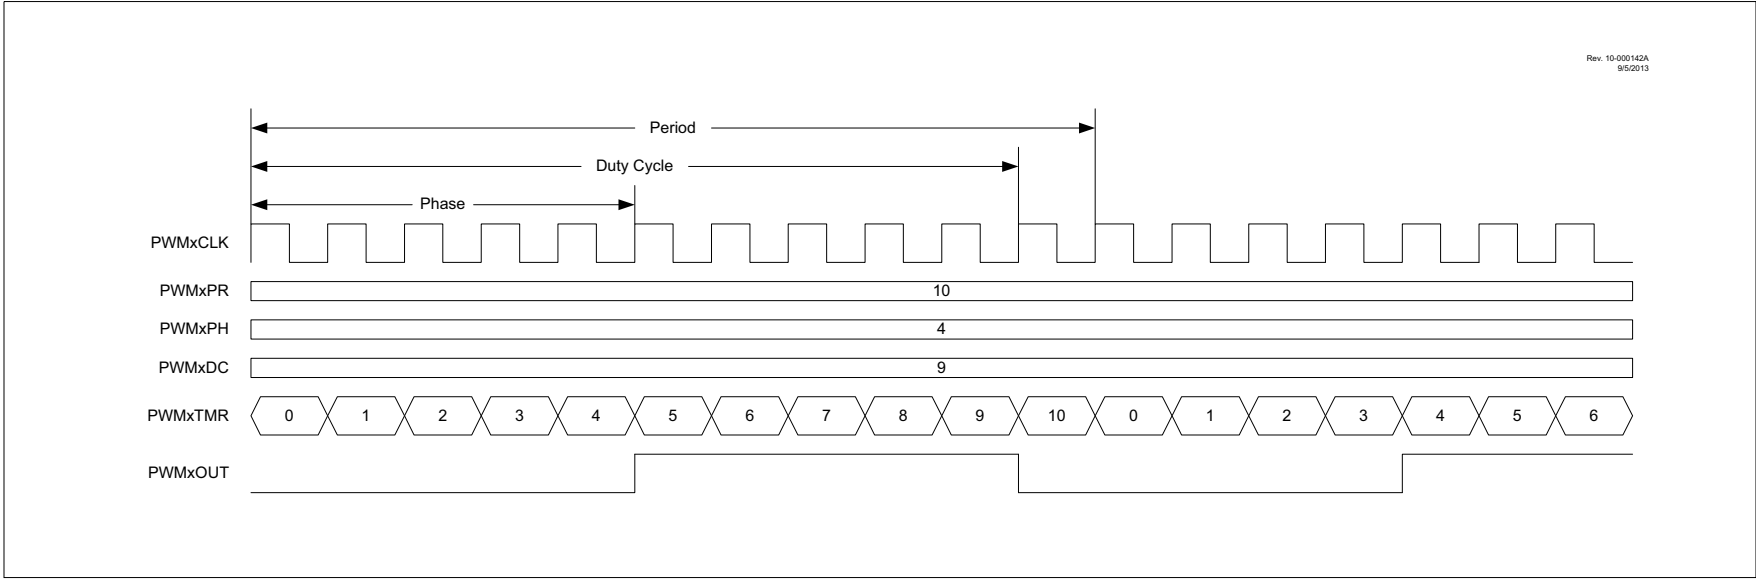 Rev. 10-000142A
9/5/2013
Period
Duty Cycle
Phase
PWMxCLK
PWMxPR
10
PWMxPH
4
PWMxDC
9
PWMxTMR 0 1 2 3 4 5 6 7 8 9 10 0 1 2 3 4 5 6
PWMxOUT